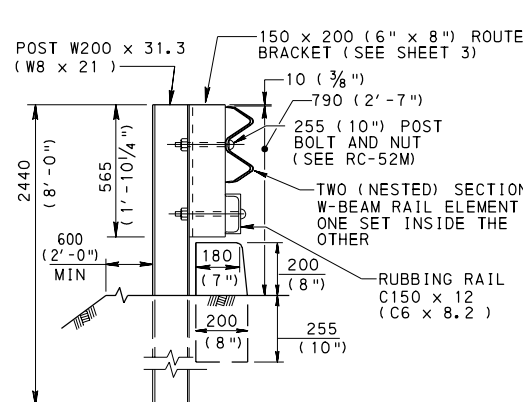 POST W200 x 31.3
(W8 x 21 )
150 x 200 (6" x 8") ROUTE
BRACKET (SEE SHEET 3)
10 ( 3/8 ")
790 (2'-7")
255 (10") POST
BOLT AND NUT
(SEE RC-52M)
TWO (NESTED) SECTION
W-BEAM RAIL ELEMENT
ONE SET INSIDE THE
OTHER
RUBBING RAIL
C150 x 12
(C6 x 8.2 )
2440
(8'-0")
565
(1'-10 1/4 ")
600
(2'-0")
MIN
180
(7")
200
(8")
200
(8")
255
(10")